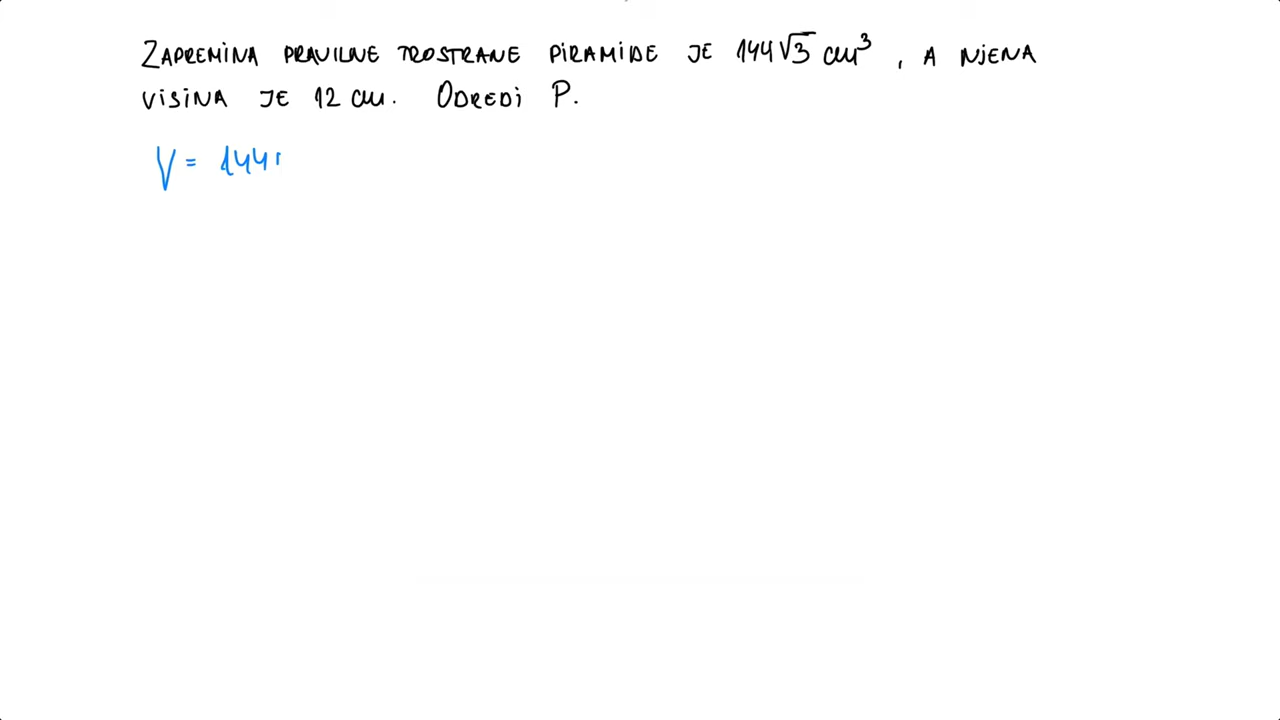 ZAPREMINA PRAVILNE TROSTRANE PIRAMIDE JE 144√3 cm³, A NJENA
VISINA JE 12 cm. ODREDI P.
V = 144